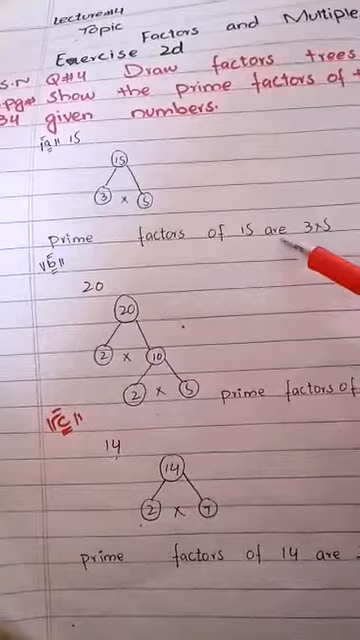 Lecture#4
Topic
Factors and Multiple
Exercise 2d
S.N Q#4 Draw factors trees
pg# show the prime factors of
34 given numbers.
"a" 15
15
3 x 5
prime factors of 15 are 3x5
"b"
20
20
2 x 10
2 x 5
prime factors of
"c"
14
14
2 x 7
prime factors of 14 are